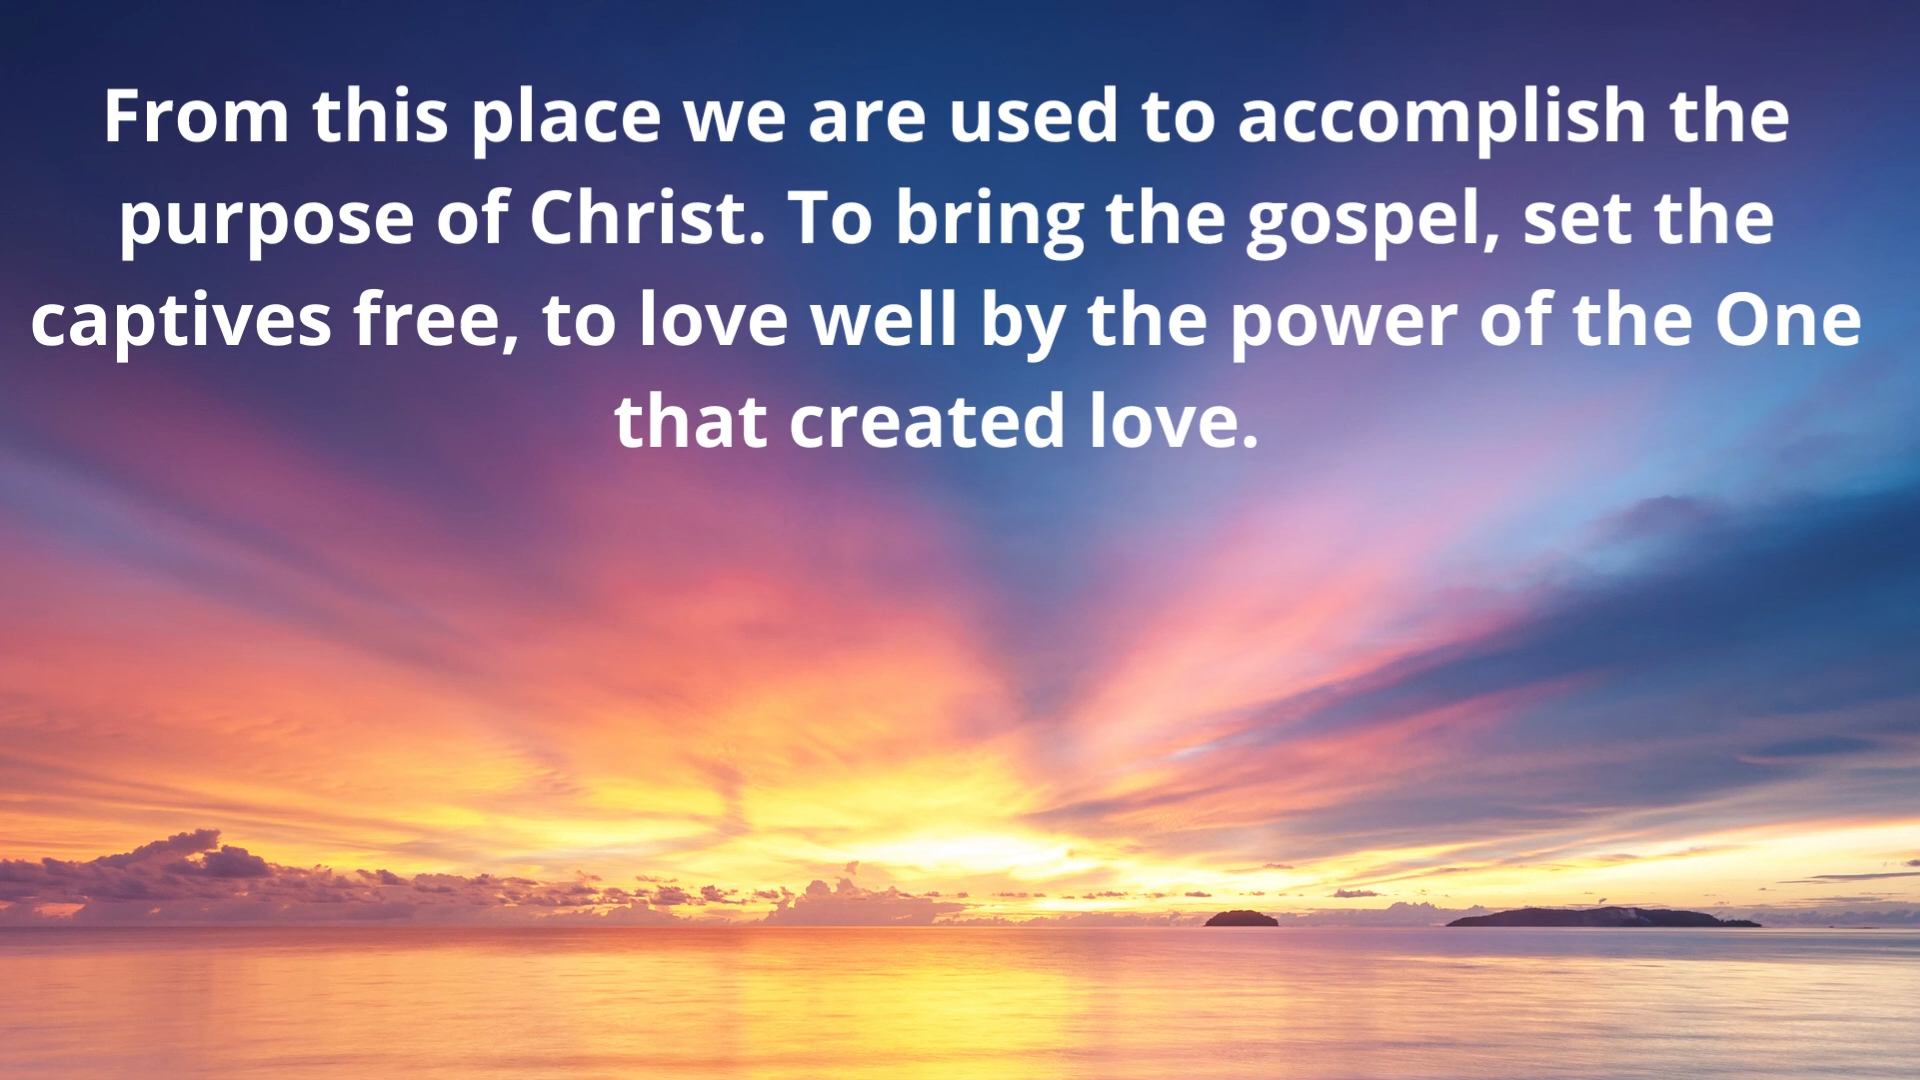 From this place we are used to accomplish the
purpose of Christ. To bring the gospel, set the
captives free, to love well by the power of the One
that created love.